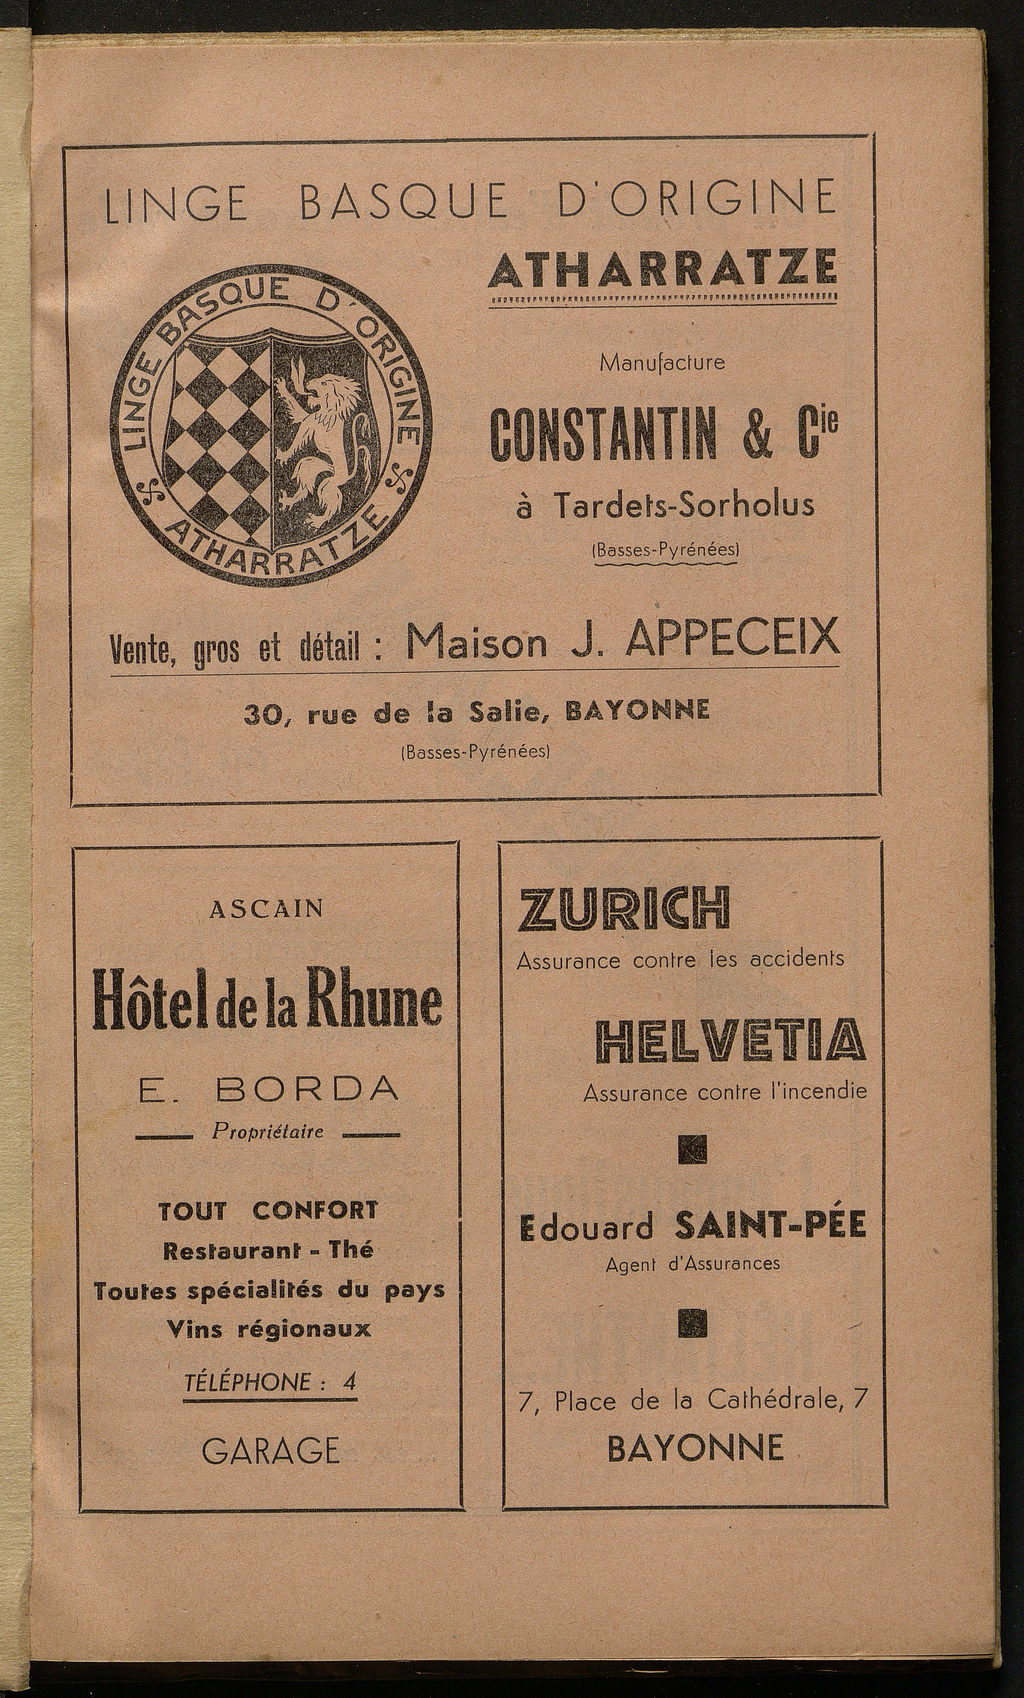 LINGE BASQUE D'ORIGINE
ATHARRATZE
LINGE BASQUE D'ORIGINE
ATHARRATZE
Manufacture
CONSTANTIN & Cie
à Tardets-Sorholus
(Basses-Pyrénées)
Vente, gros et détail : Maison J. APPECEIX
30, rue de la Salie, BAYONNE
(Basses-Pyrénées)
ASCAIN
Hôtel de la Rhune
E. BORDA
Propriétaire
TOUT CONFORT
Restaurant - Thé
Toutes spécialités du pays
Vins régionaux
TÉLÉPHONE : 4
GARAGE
ZURICH
Assurance contre les accidents
HELVETIA
Assurance contre l'incendie
Edouard SAINT-PÉE
Agent d'Assurances
7, Place de la Cathédrale, 7
BAYONNE